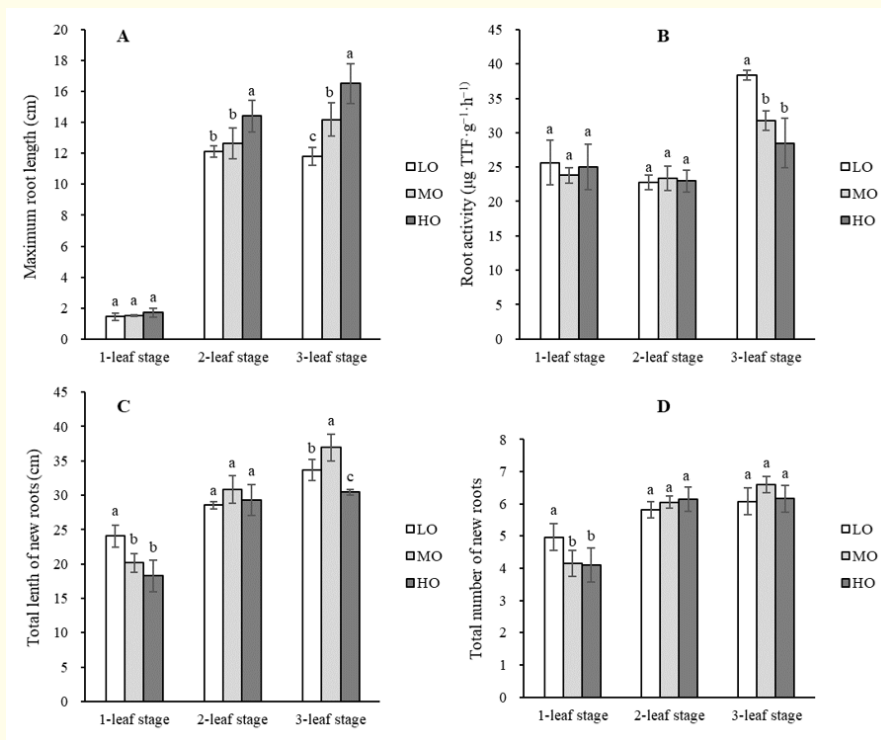 A
Maximum root length (cm)
20
18
16
14
12
10
8
6
4
2
0
a
a
a
b
b
a
c
b
a
1-leaf stage
2-leaf stage
3-leaf stage
LO
MO
HO
B
Root activity (μg TTF·g⁻¹·h⁻¹)
45
40
35
30
25
20
15
10
5
0
a
a
a
a
a
a
a
b
b
1-leaf stage
2-leaf stage
3-leaf stage
LO
MO
HO
C
Total lenth of new roots (cm)
45
40
35
30
25
20
15
10
5
0
a
b
b
a
a
a
b
a
c
1-leaf stage
2-leaf stage
3-leaf stage
LO
MO
HO
D
Total number of new roots
8
7
6
5
4
3
2
1
0
a
b
b
a
a
a
a
a
a
1-leaf stage
2-leaf stage
3-leaf stage
LO
MO
HO